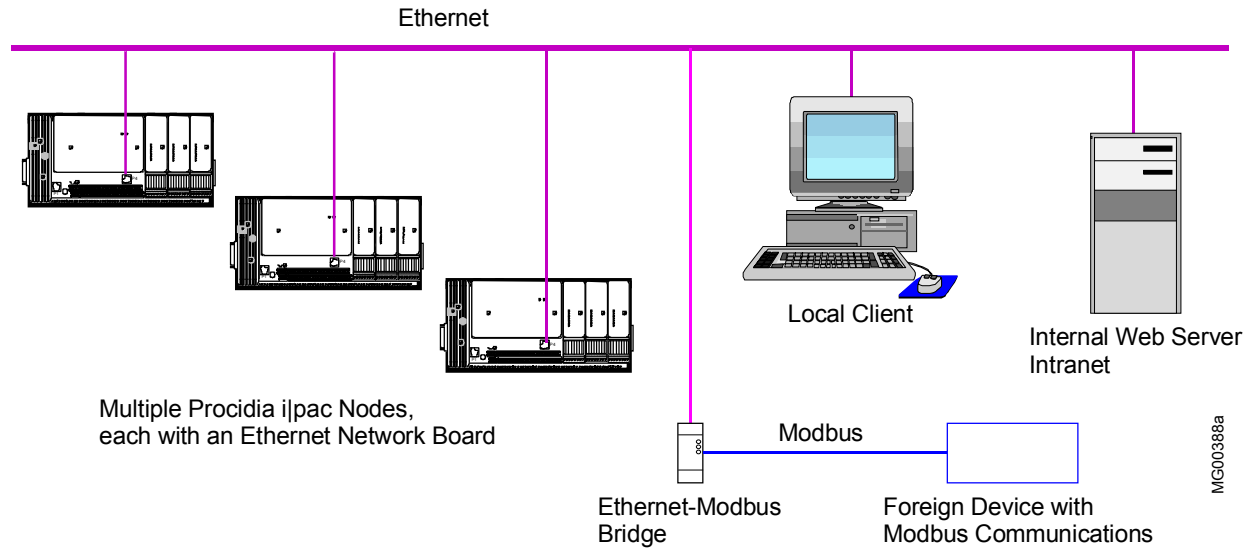 Ethernet
Local Client
Internal Web Server
Intranet
Multiple Procidia i|pac Nodes,
each with an Ethernet Network Board
Modbus
Ethernet-Modbus
Bridge
Foreign Device with
Modbus Communications
MG00388a